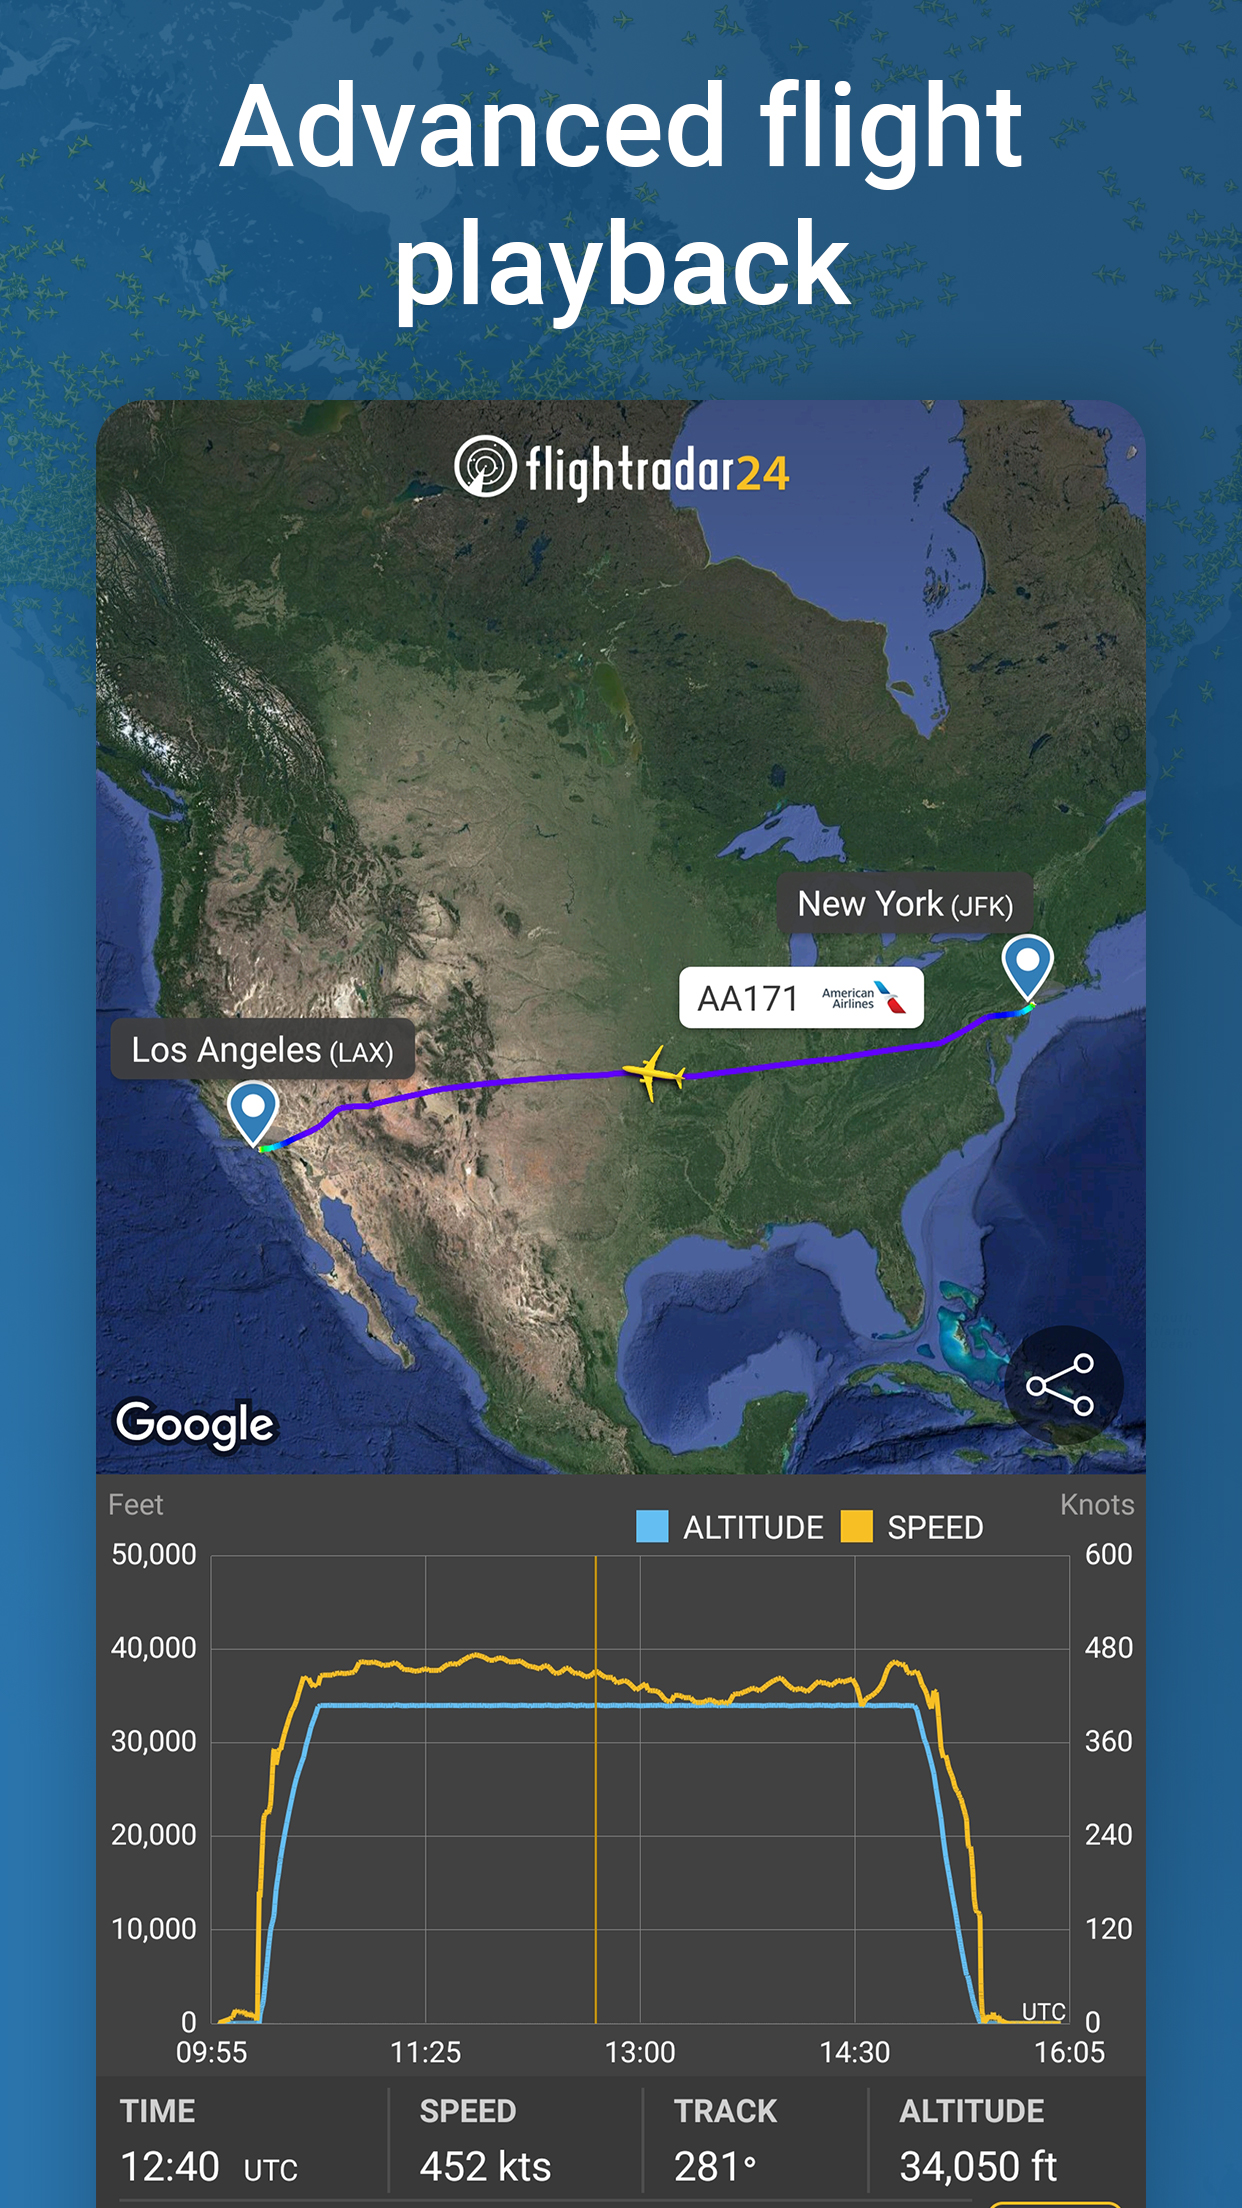 Advanced flight
playback
flightradar24
New York (JFK)
AA171 American Airlines
Los Angeles (LAX)
Google
Feet
Knots
ALTITUDE SPEED
50,000
600
40,000
480
30,000
360
20,000
240
10,000
120
UTC
0
0
09:55 11:25 13:00 14:30 16:05
TIME SPEED TRACK ALTITUDE
12:40 UTC 452 kts 281° 34,050 ft